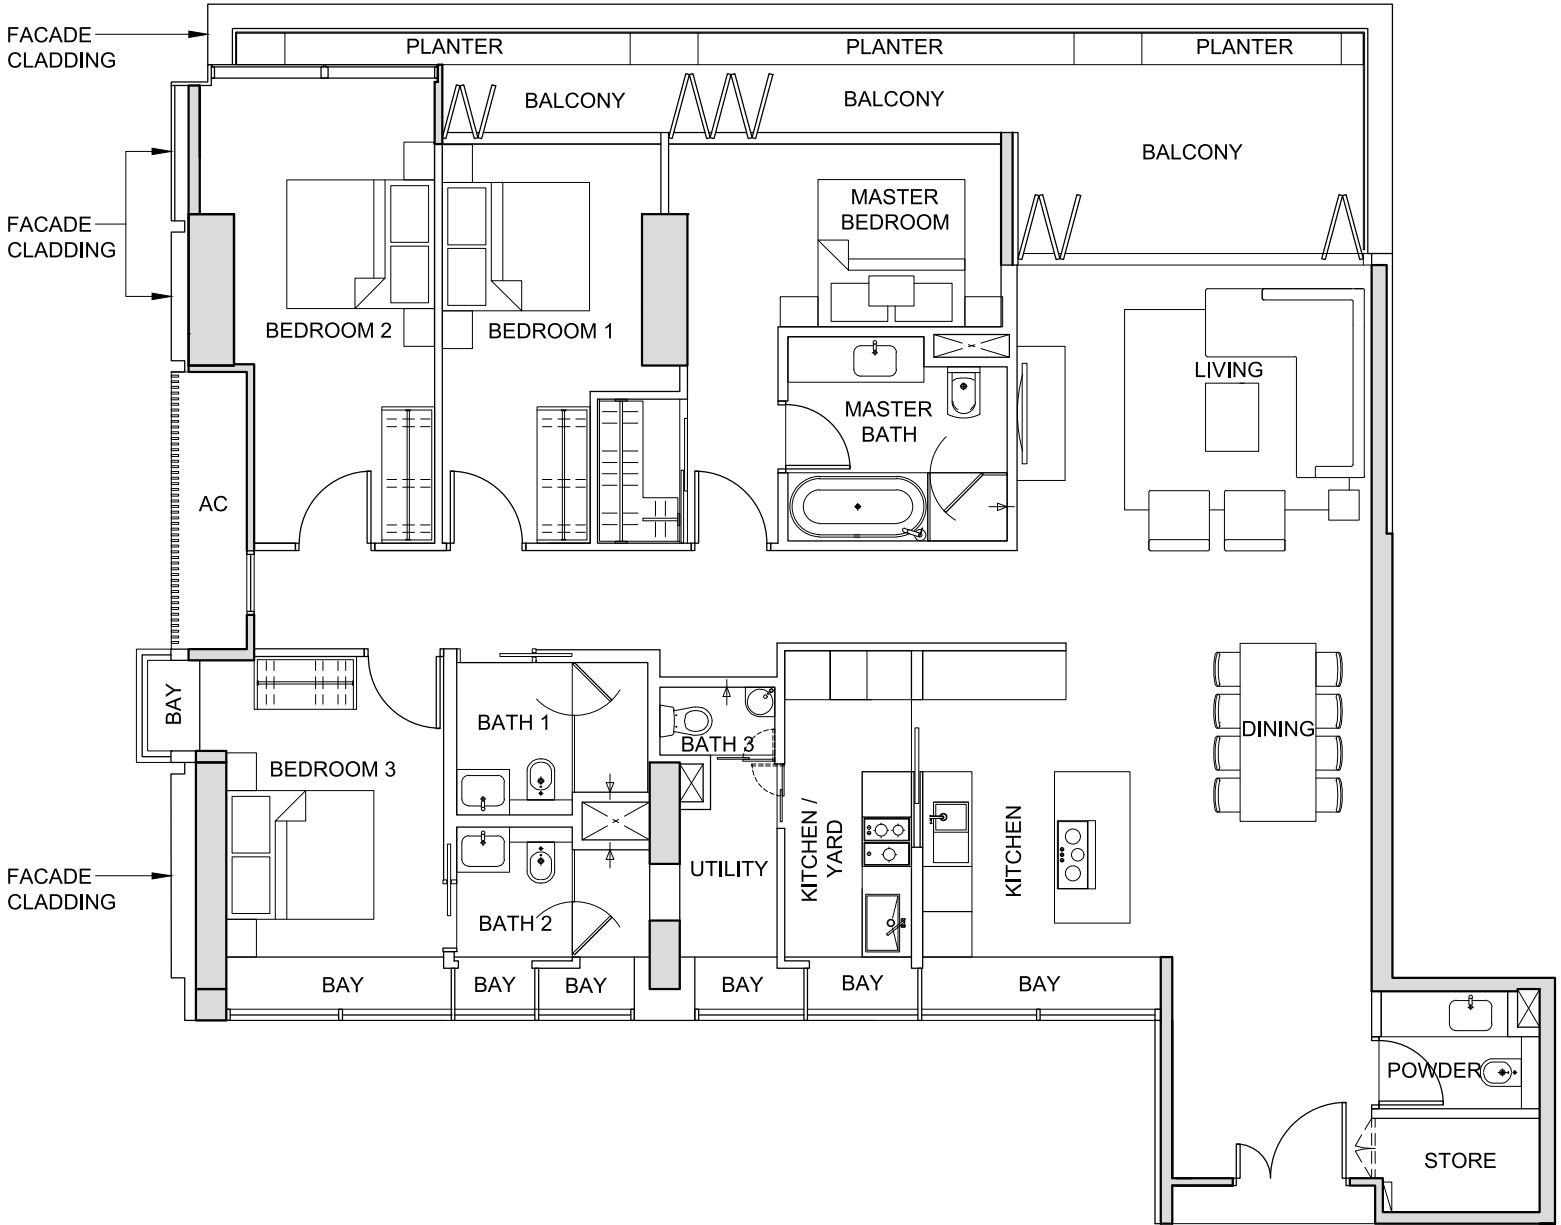 FACADE
CLADDING
PLANTER
PLANTER
PLANTER
BALCONY
BALCONY
BALCONY
FACADE
CLADDING
MASTER
BEDROOM
BEDROOM 2
BEDROOM 1
LIVING
MASTER
BATH
AC
BAY
BATH 1
BATH 3
DINING
BEDROOM 3
KITCHEN /
YARD
KITCHEN
UTILITY
FACADE
CLADDING
BATH 2
BAY
BAY
BAY
BAY
BAY
BAY
POWDER
STORE